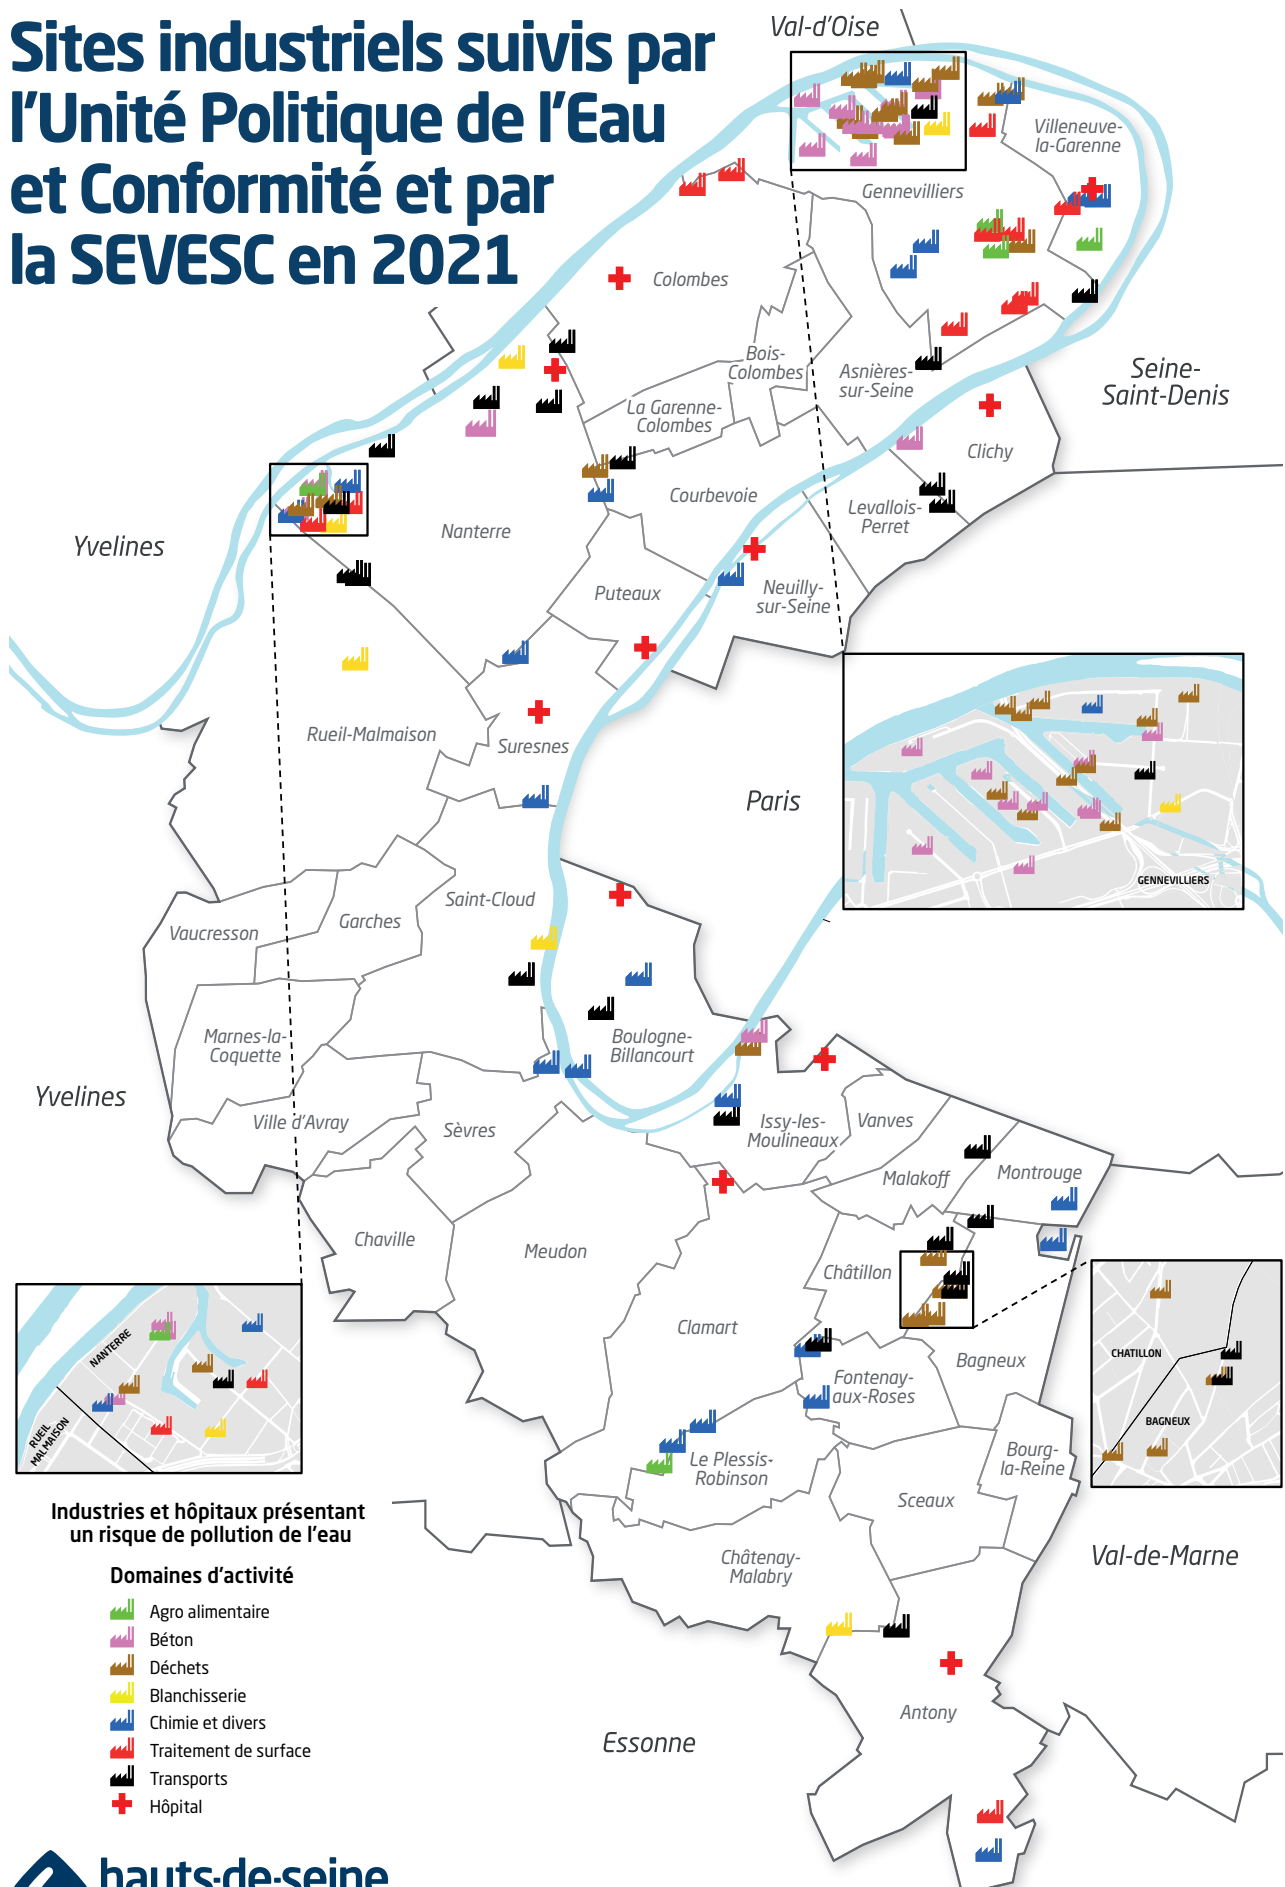 Sites industriels suivis par
l'Unité Politique de l'Eau
et Conformité et par
la SEVESC en 2021
Val-d'Oise
Villeneuve-
la-Garenne
Gennevilliers
Colombes
Bois-
Colombes
Asnières-
sur-Seine
Seine-
Saint-Denis
La Garenne-
Colombes
Clichy
Courbevoie
Levallois-
Perret
Nanterre
Yvelines
Puteaux
Neuilly-
sur-Seine
Rueil-Malmaison
Suresnes
Paris
GENNEVILLIERS
Saint-Cloud
Garches
Vaucresson
Marnes-la-
Coquette
Boulogne-
Billancourt
Yvelines
Ville d'Avray
Sèvres
Issy-les-
Moulineaux
Vanves
Malakoff
Montrouge
Chaville
Meudon
Châtillon
Clamart
NANTERRE
RUEIL
MALMAISON
CHATILLON
BAGNEUX
Bagneux
Fontenay-
aux-Roses
Le Plessis-
Robinson
Bourg-
la-Reine
Sceaux
Châtenay-
Malabry
Val-de-Marne
Antony
Essonne
Industries et hôpitaux présentant
un risque de pollution de l'eau
Domaines d'activité
Agro alimentaire
Béton
Déchets
Blanchisserie
Chimie et divers
Traitement de surface
Transports
Hôpital
hauts-de-seine